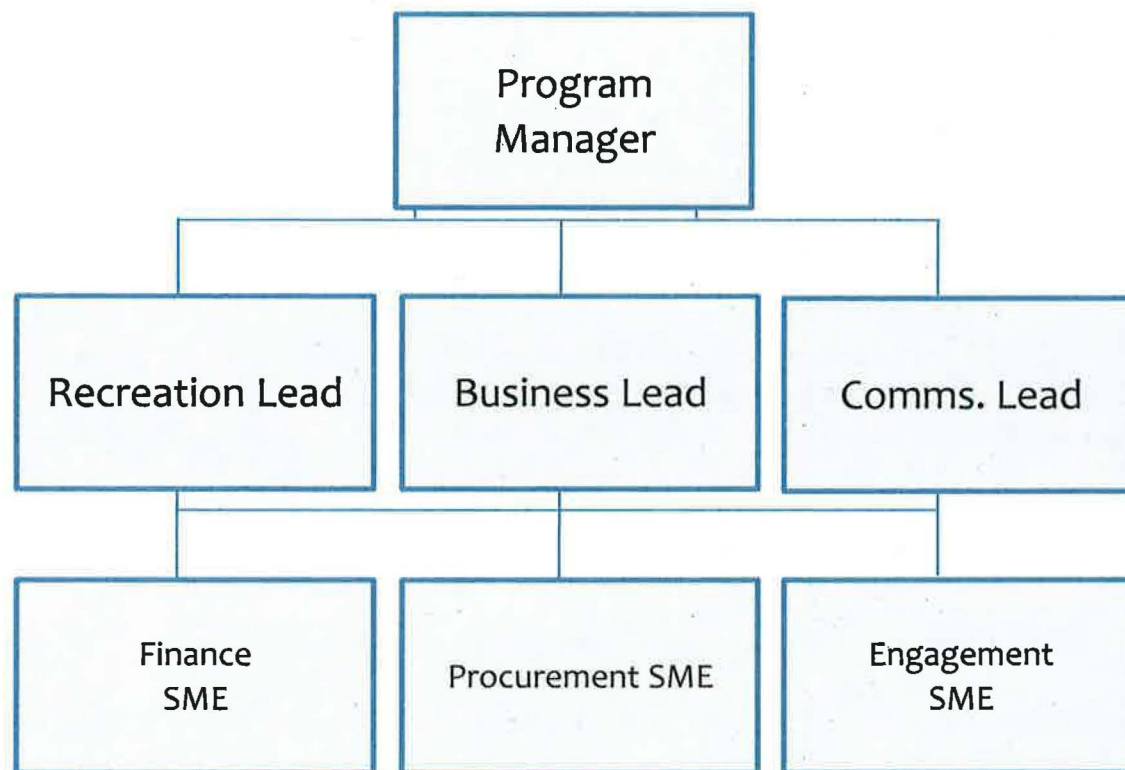 Program
Manager
Recreation Lead
Business Lead
Comms. Lead
Finance
SME
Procurement SME
Engagement
SME